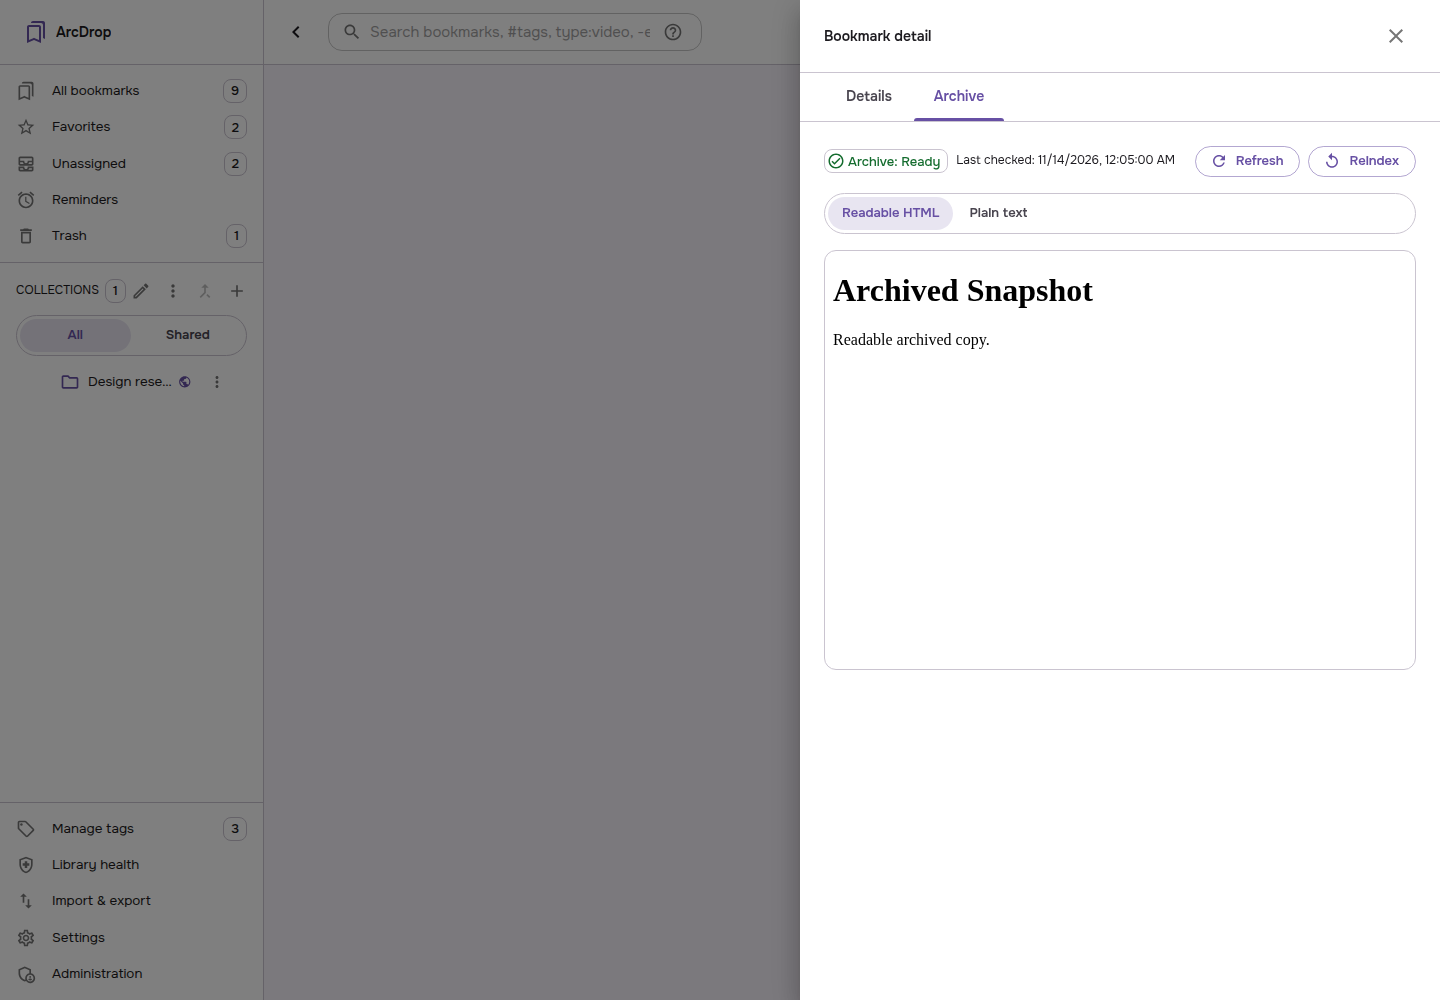 ArcDrop
Search bookmarks, #tags, type:video, -e
All bookmarks 9
Favorites 2
Unassigned 2
Reminders
Trash 1
COLLECTIONS 1
All Shared
Design rese...
Manage tags 3
Library health
Import & export
Settings
Administration
Bookmark detail
Details Archive
Archive: Ready Last checked: 11/14/2026, 12:05:00 AM Refresh Reindex
Readable HTML Plain text
Archived Snapshot
Readable archived copy.